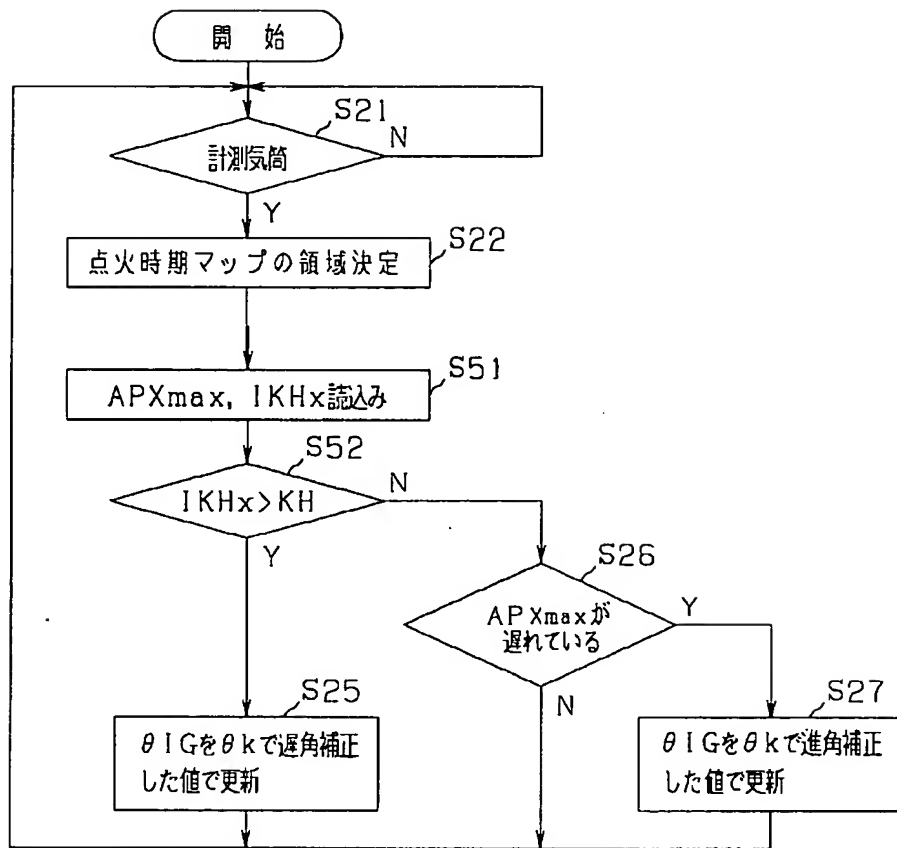 開 始
S21
計測気筒
N
Y
S22
点火時期マップの領域決定
S51
APXmax, IKHx読込み
S52
IKHx>KH
N
Y
S26
APXmaxが
遅れている
Y
N
S25
θIGをθkで遅角補正
した値で更新
S27
θIGをθkで進角補正
した値で更新